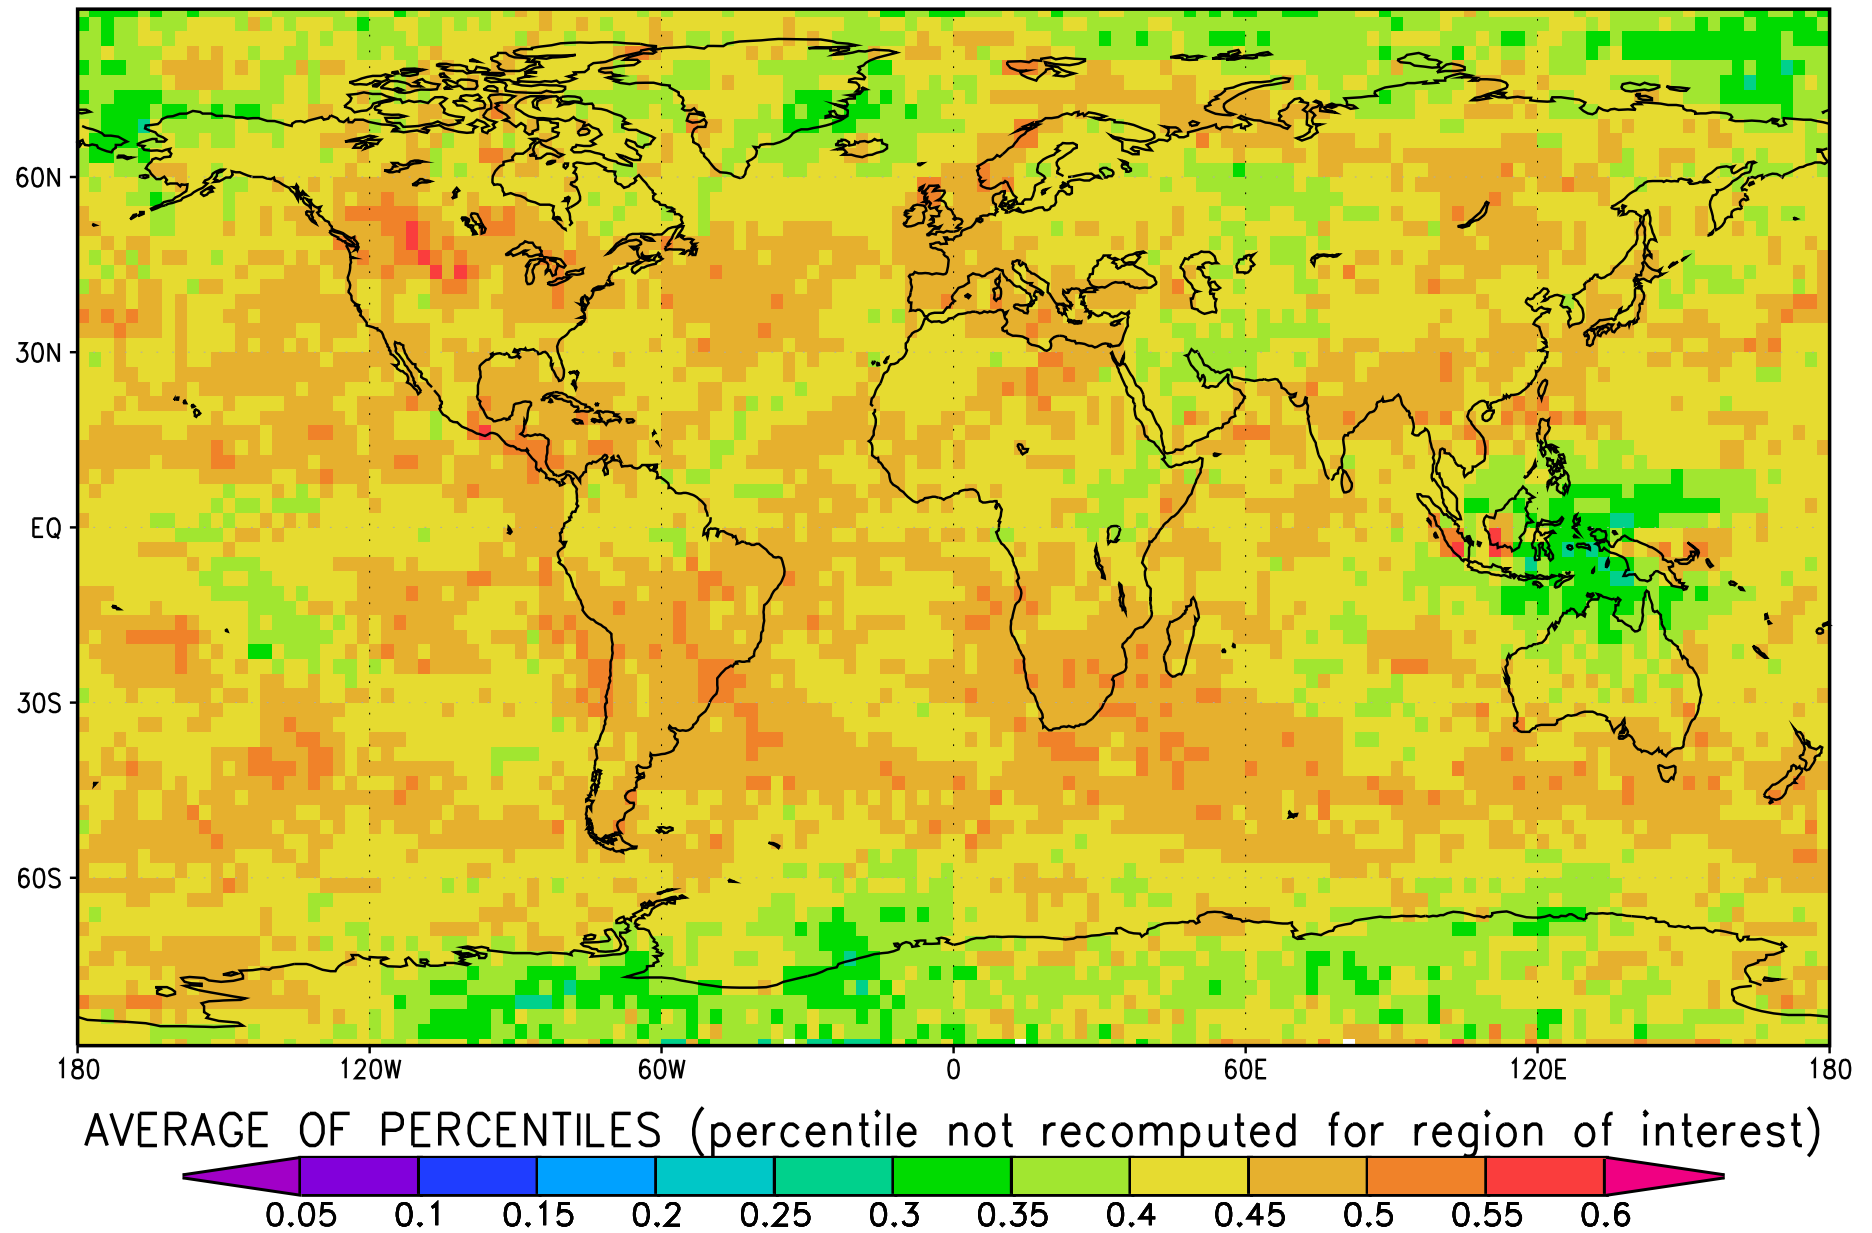 60N
30N
EQ
30S
60S
180 120W 60W 0 60E 120E 180
AVERAGE OF PERCENTILES (percentile not recomputed for region of interest)
0.05 0.1 0.15 0.2 0.25 0.3 0.35 0.4 0.45 0.5 0.55 0.6